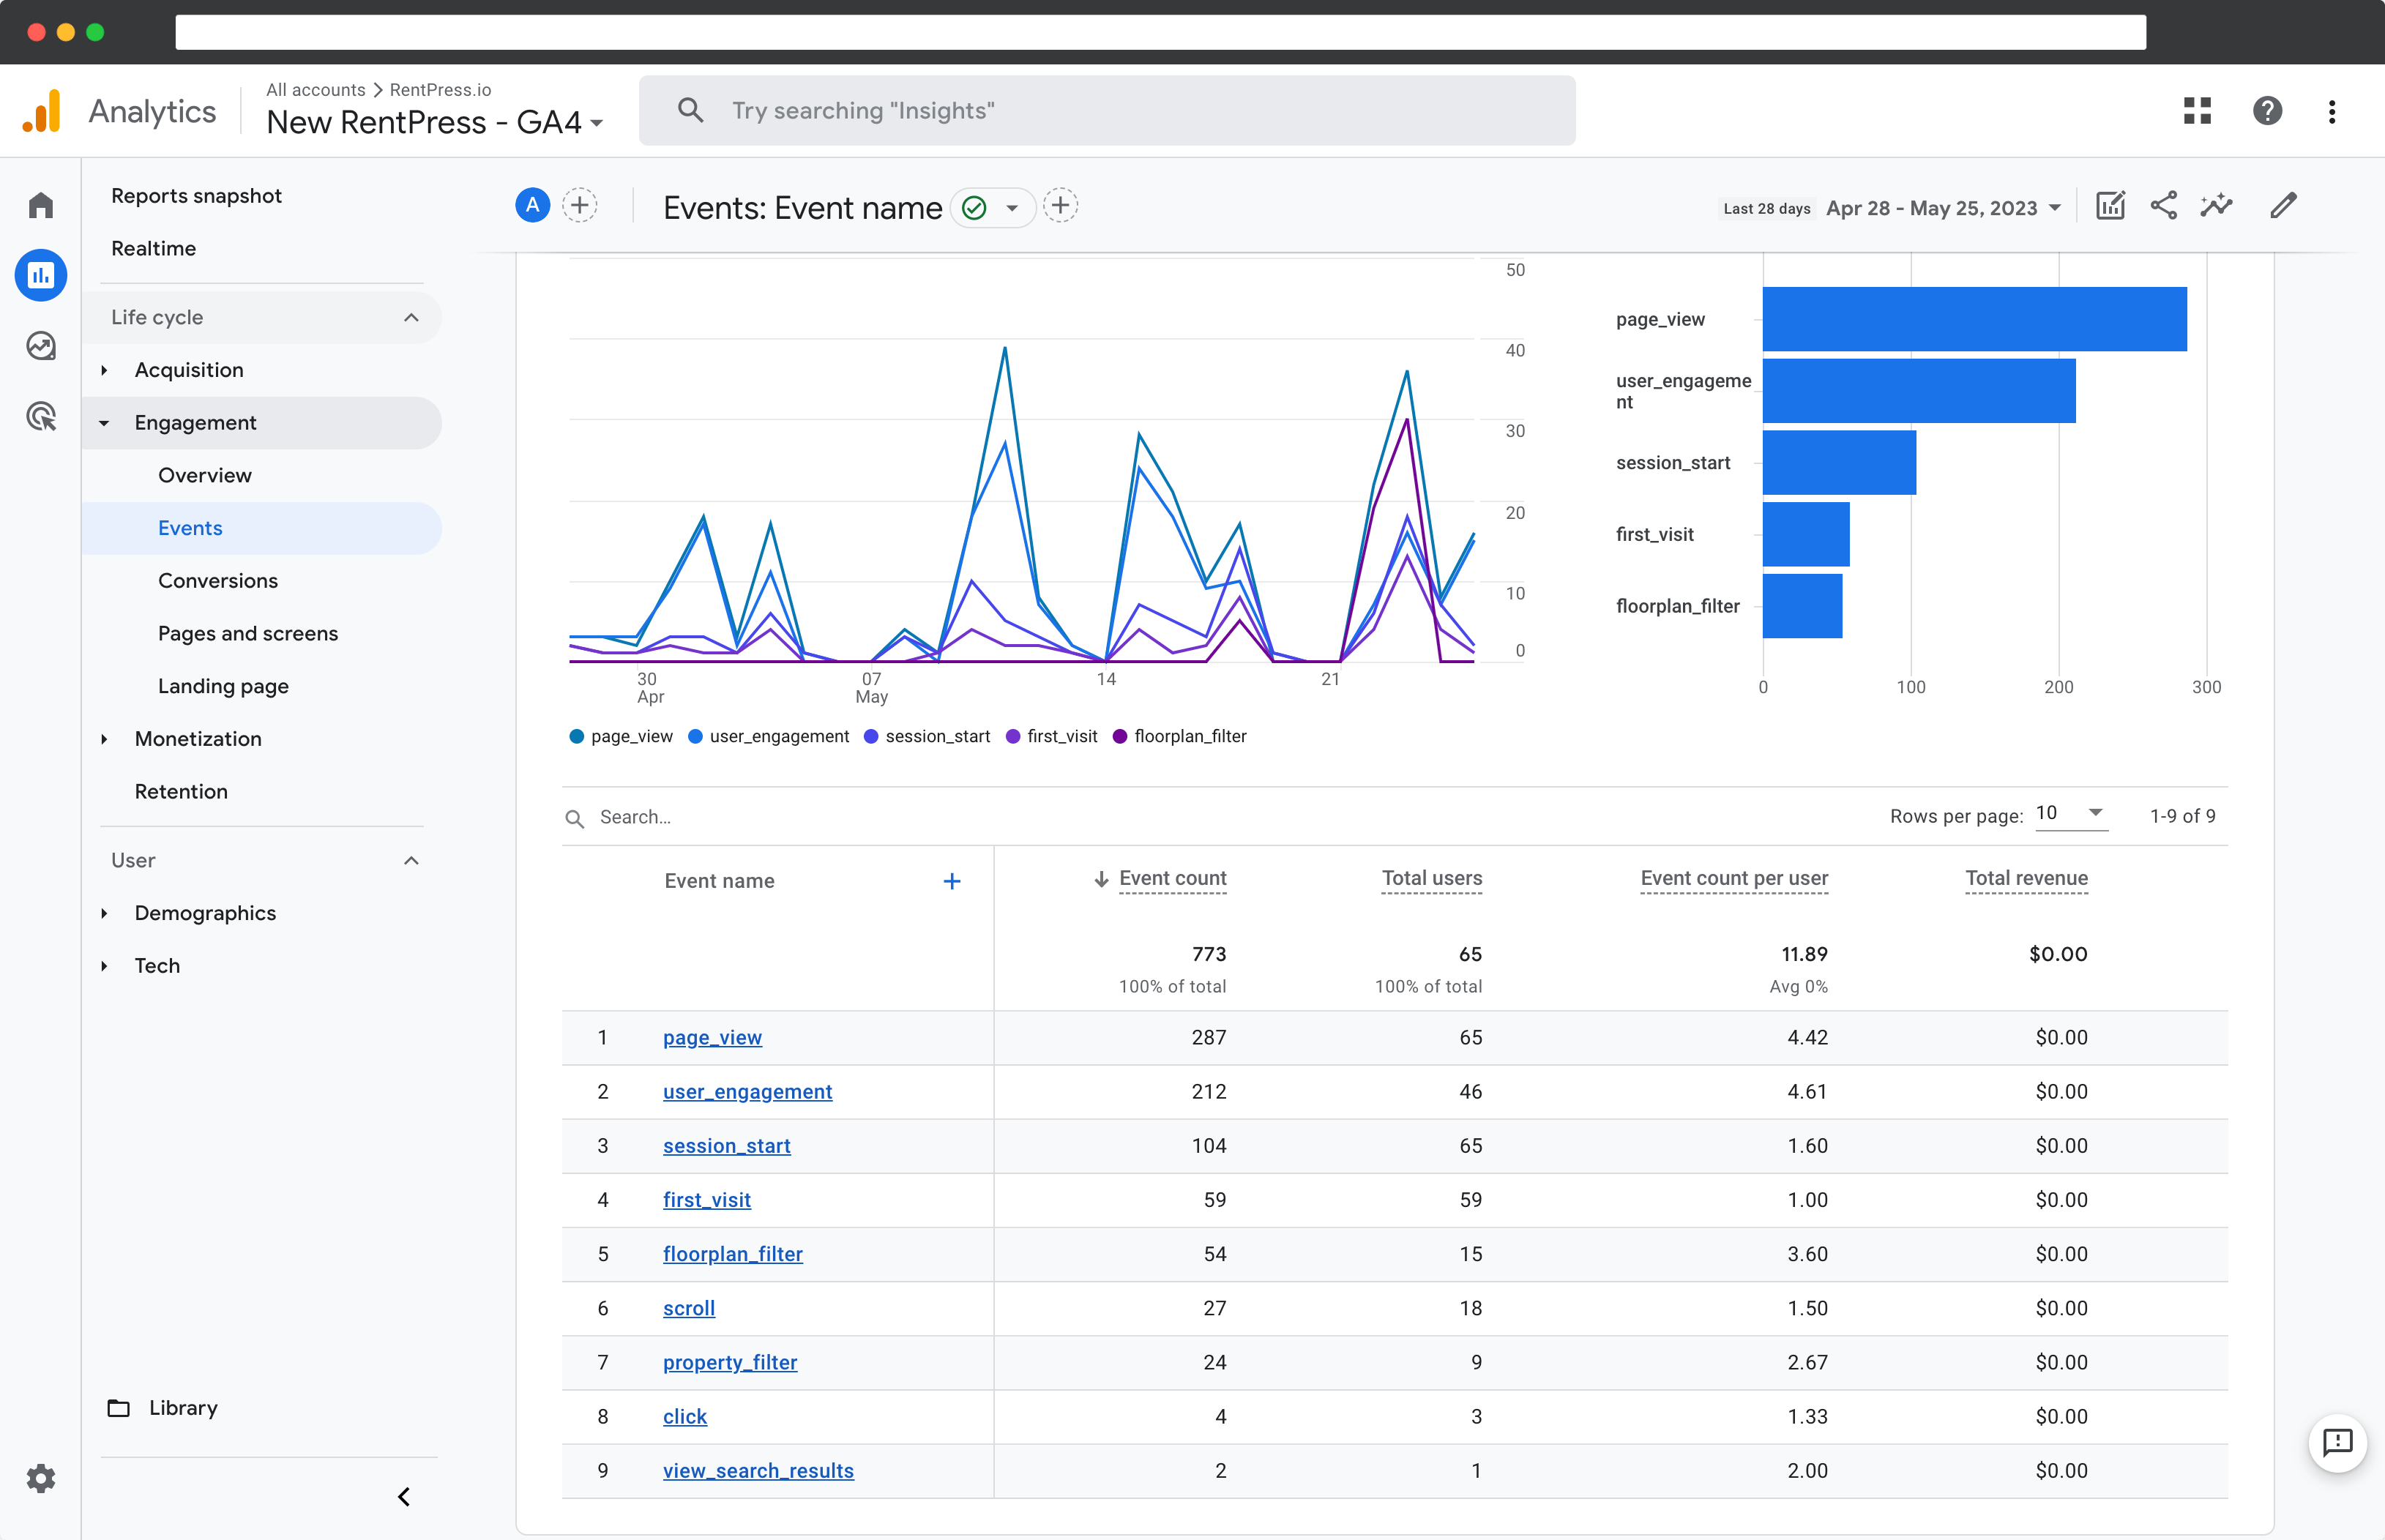 All accounts > RentPress.io
Analytics
New RentPress - GA4
Try searching "Insights"
Reports snapshot
Realtime
Life cycle
Acquisition
Engagement
Overview
Events
Conversions
Pages and screens
Landing page
Monetization
Retention
User
Demographics
Tech
Library
A
Events: Event name
Last 28 days Apr 28 - May 25, 2023
50
40
30
20
10
0
30
Apr
07
May
14
21
page_view user_engagement session_start first_visit floorplan_filter
page_view
user_engageme
nt
session_start
first_visit
floorplan_filter
0 100 200 300
Search...
Rows per page: 10 1-9 of 9
Event name + Event count Total users Event count per user Total revenue
773 65 11.89 $0.00
100% of total 100% of total Avg 0%
1 page_view 287 65 4.42 $0.00
2 user_engagement 212 46 4.61 $0.00
3 session_start 104 65 1.60 $0.00
4 first_visit 59 59 1.00 $0.00
5 floorplan_filter 54 15 3.60 $0.00
6 scroll 27 18 1.50 $0.00
7 property_filter 24 9 2.67 $0.00
8 click 4 3 1.33 $0.00
9 view_search_results 2 1 2.00 $0.00